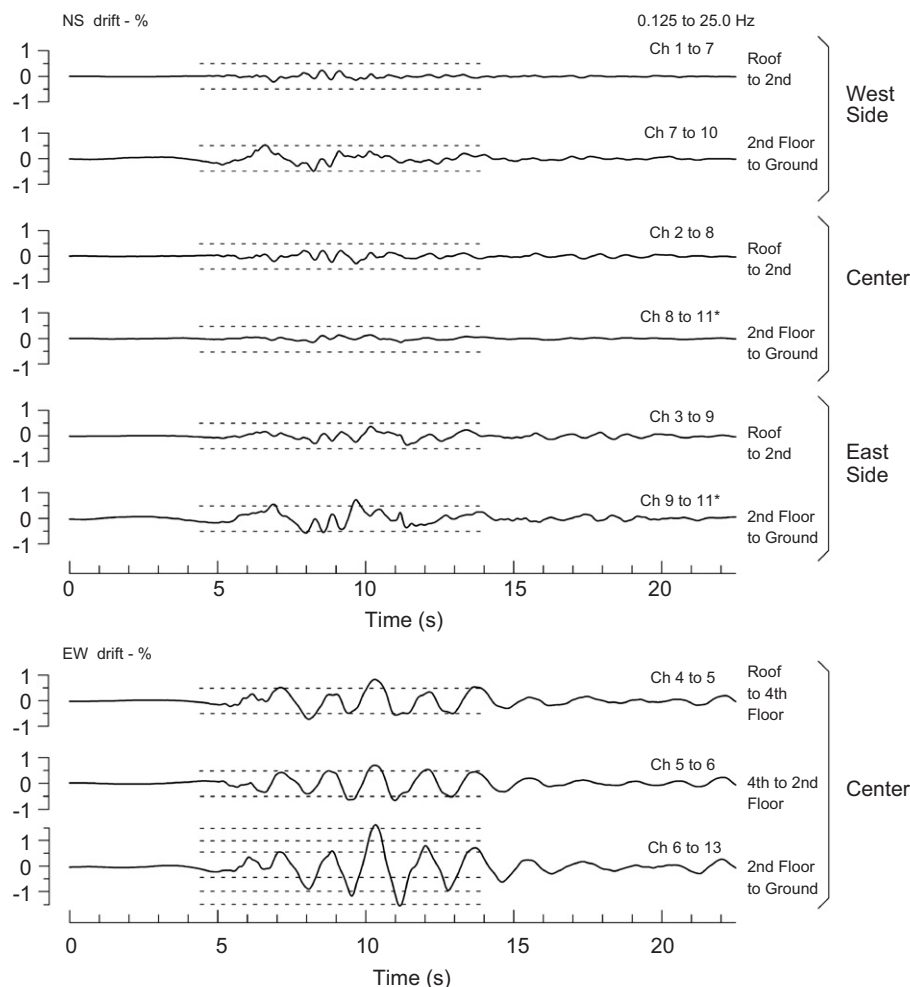 NS drift - %
0.125 to 25.0 Hz
1
0
-1
Ch 1 to 7
Roof
to 2nd
1
0
-1
Ch 7 to 10
2nd Floor
to Ground
West
Side
1
0
-1
Ch 2 to 8
Roof
to 2nd
1
0
-1
Ch 8 to 11*
2nd Floor
to Ground
Center
1
0
-1
Ch 3 to 9
Roof
to 2nd
1
0
-1
Ch 9 to 11*
2nd Floor
to Ground
East
Side
0 5 10 15 20
Time (s)
EW drift - %
1
0
-1
Ch 4 to 5
Roof
to 4th
Floor
1
0
-1
Ch 5 to 6
4th to 2nd
Floor
1
0
-1
Ch 6 to 13
2nd Floor
to Ground
Center
0 5 10 15 20
Time (s)